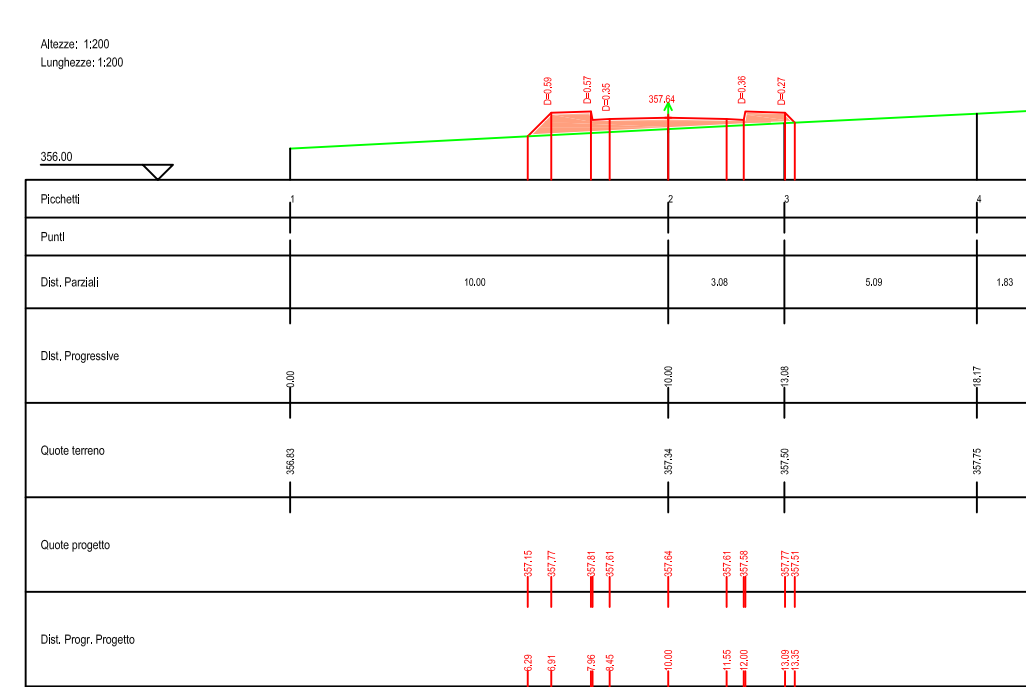 Altezze: 1:200
Lunghezze: 1:200
D=0.59
D=0.57
D=0.35
357.64
D=0.36
D=0.27
356.00
Picchetti 1 2 3 4
Punti
Dist. Parziali 10.00 3.08 5.09 1.83
Dist. Progressive 0.00 10.00 13.08 18.17
Quote terreno 356.83 357.34 357.50 357.75
Quote progetto 357.15 357.77 357.81 357.61 357.64 357.61 357.58 357.77 357.51
Dist. Progr. Progetto 6.29 6.91 7.96 8.45 10.00 11.55 12.00 13.09 13.35